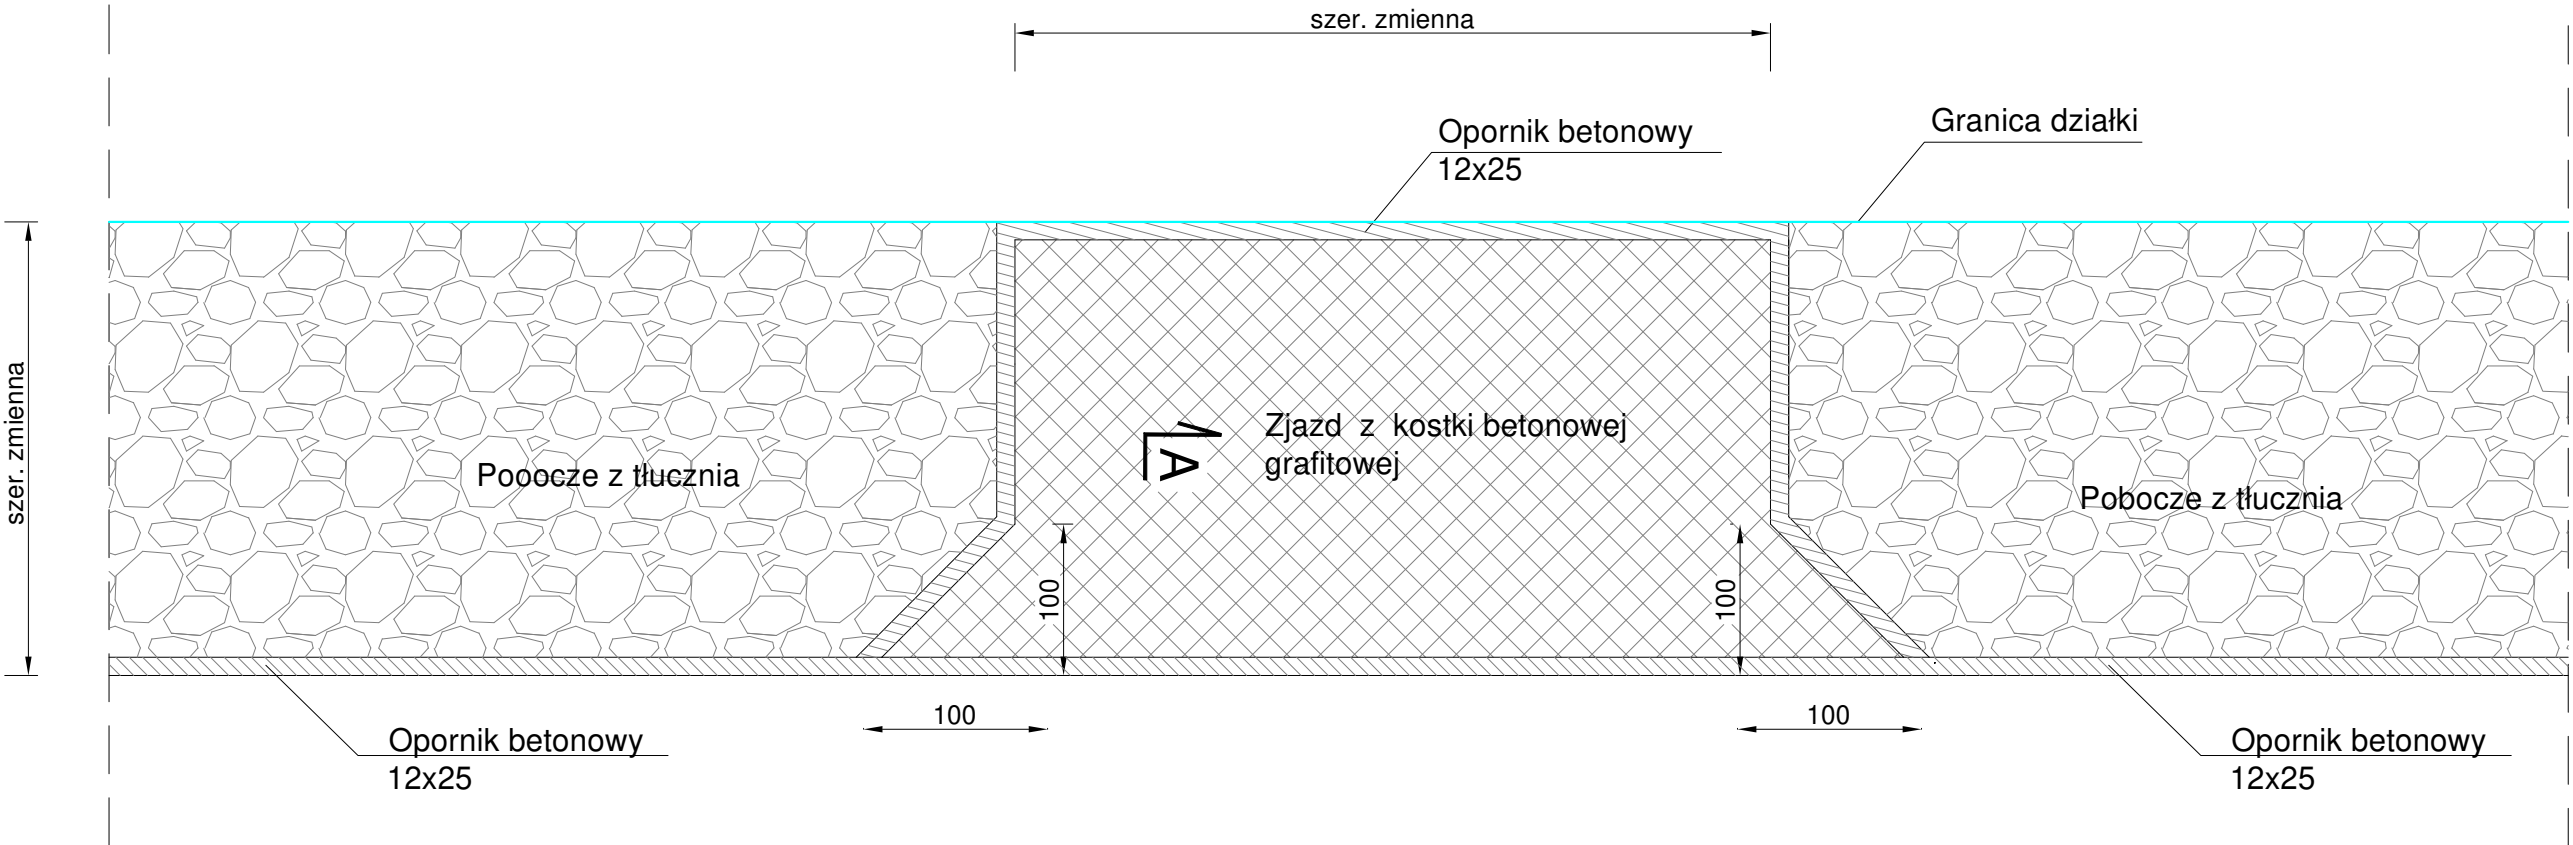 szer. zmienna
Granica działki
Opornik betonowy
12x25
szer. zmienna
Zjazd z kostki betonowej
grafitowej
A
Pooocze z tłucznia
Pobocze z tłucznia
100
100
100
100
Opornik betonowy
12x25
Opornik betonowy
12x25